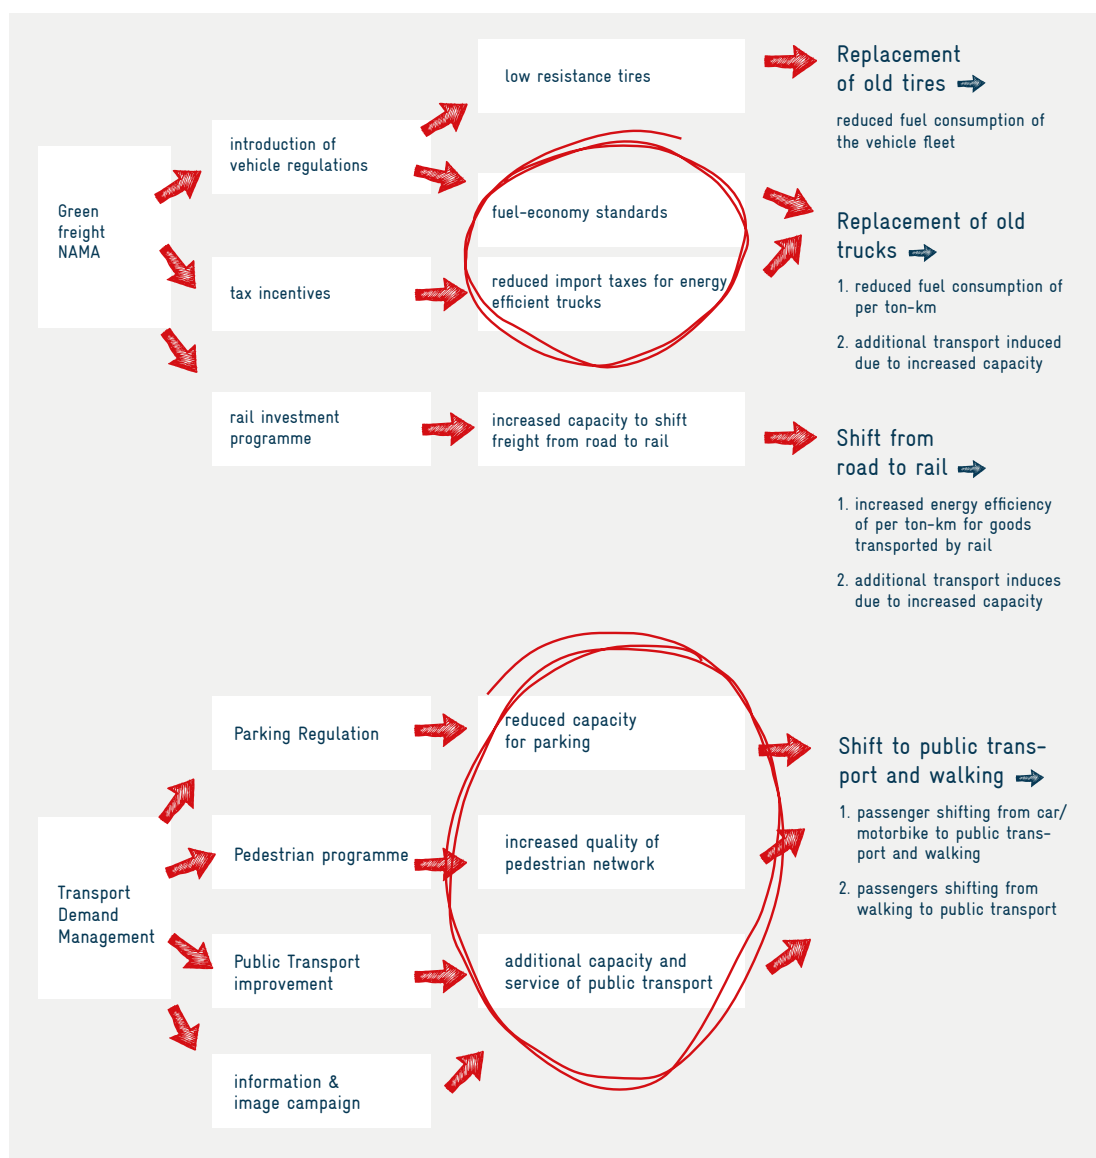 low resistance tires
Replacement
of old tires
reduced fuel consumption of
the vehicle fleet
introduction of
vehicle regulations
Green
freight
NAMA
fuel-economy standards
Replacement of old
trucks
1. reduced fuel consumption of
per ton-km
2. additional transport induced
due to increased capacity
tax incentives
reduced import taxes for energy
efficient trucks
rail investment
programme
increased capacity to shift
freight from road to rail
Shift from
road to rail
1. increased energy efficiency
of per ton-km for goods
transported by rail
2. additional transport induces
due to increased capacity
Parking Regulation
reduced capacity
for parking
Shift to public trans-
port and walking
1. passenger shifting from car/
motorbike to public trans-
port and walking
2. passengers shifting from
walking to public transport
Pedestrian programme
increased quality of
pedestrian network
Transport
Demand
Management
Public Transport
improvement
additional capacity and
service of public transport
information &
image campaign